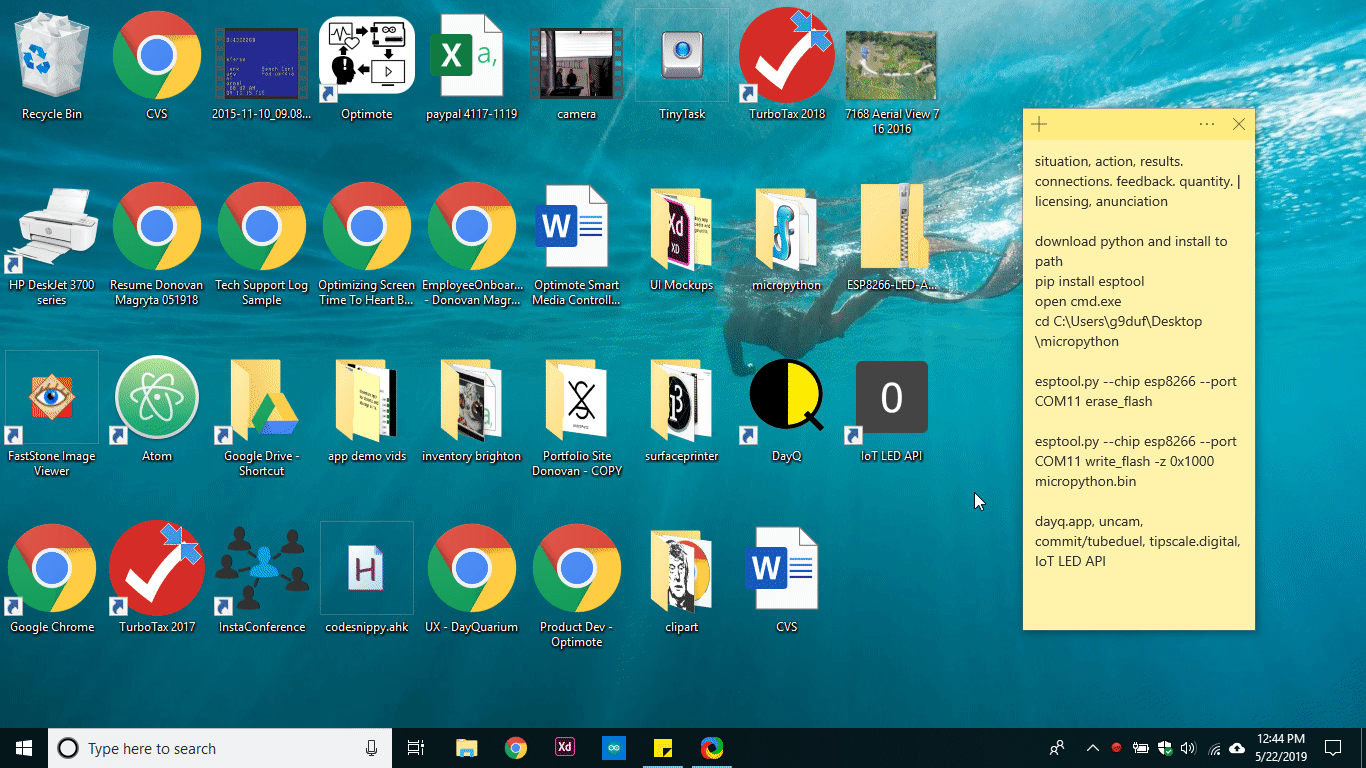 Recycle Bin
CVS
2015-11-10_09.08...
Optimote
paypal 4117-1119
camera
TinyTask
TurboTax 2018
7168 Aerial View 7
16 2016
HP DeskJet 3700
series
Resume Donovan
Magryta 051918
Tech Support Log
Sample
Optimizing Screen
Time To Heart B...
EmployeeOnboar...
- Donovan Magr...
Optimote Smart
Media Controll...
UI Mockups
micropython
ESP8266-LED-A...
FastStone Image
Viewer
Atom
Google Drive -
Shortcut
app demo vids
inventory brighton
Portfolio Site
Donovan - COPY
surfaceprinter
DayQ
0
IoT LED API
Google Chrome
TurboTax 2017
InstaConference
H
codesnippy.ahk
UX - DayQuarium
Product Dev -
Optimote
clipart
CVS
situation, action, results.
connections. feedback. quantity. |
licensing, anunciation
download python and install to
path
pip install esptool
open cmd.exe
cd C:\Users\g9duf\Desktop
\micropython
esptool.py --chip esp8266 --port
COM11 erase_flash
esptool.py --chip esp8266 --port
COM11 write_flash -z 0x1000
micropython.bin
dayq.app, uncam,
commit/tubeduel, tipscale.digital,
IoT LED API
Type here to search
Xd
12:44 PM
5/22/2019